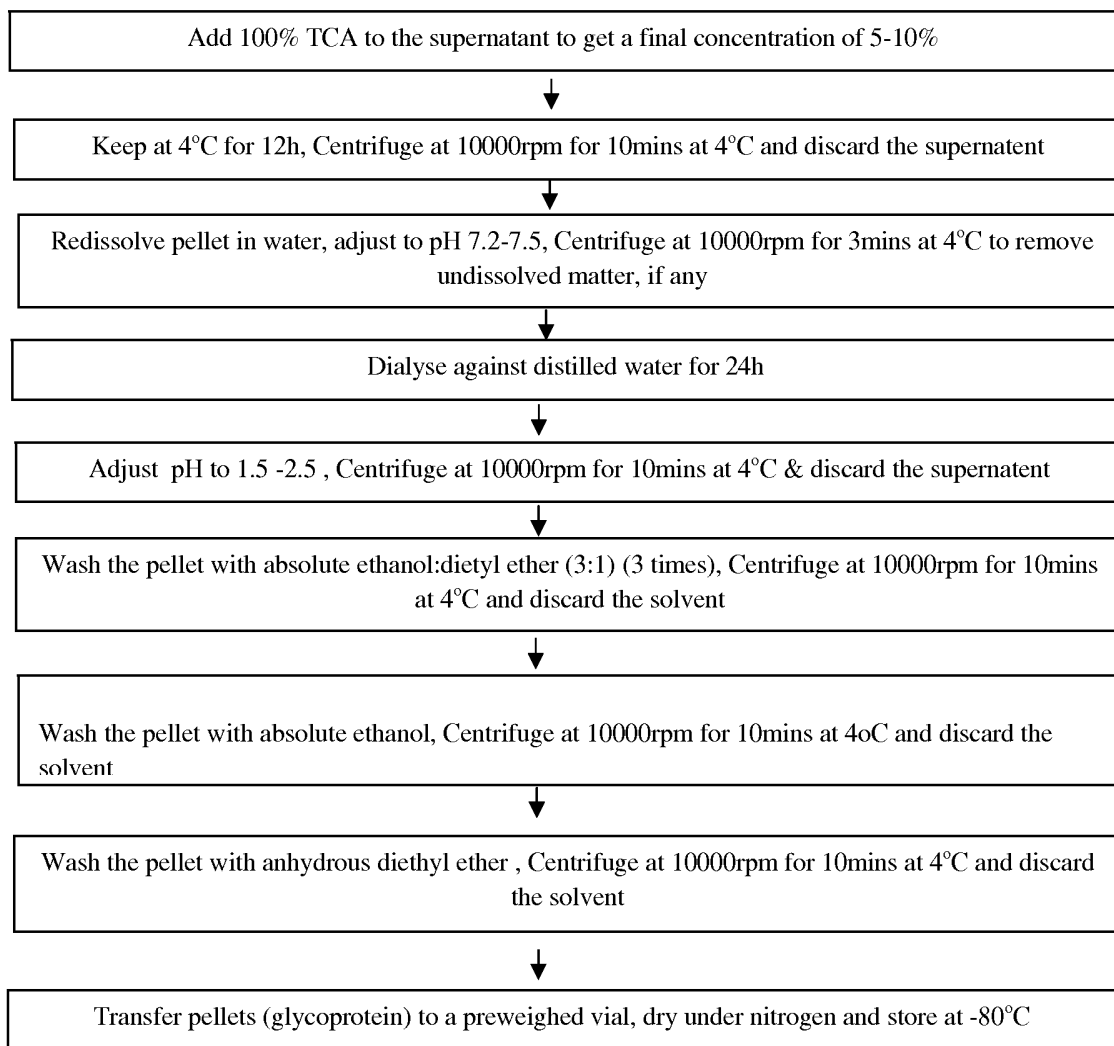 Add 100% TCA to the supernatant to get a final concentration of 5-10%
Keep at 4°C for 12h, Centrifuge at 10000rpm for 10mins at 4°C and discard the supernatent
Redissolve pellet in water, adjust to pH 7.2-7.5, Centrifuge at 10000rpm for 3mins at 4°C to remove
undissolved matter, if any
Dialyse against distilled water for 24h
Adjust pH to 1.5 -2.5 , Centrifuge at 10000rpm for 10mins at 4°C & discard the supernatent
Wash the pellet with absolute ethanol:dietyl ether (3:1) (3 times), Centrifuge at 10000rpm for 10mins
at 4°C and discard the solvent
Wash the pellet with absolute ethanol, Centrifuge at 10000rpm for 10mins at 4oC and discard the
solvent
Wash the pellet with anhydrous diethyl ether , Centrifuge at 10000rpm for 10mins at 4°C and discard
the solvent
Transfer pellets (glycoprotein) to a preweighed vial, dry under nitrogen and store at -80°C